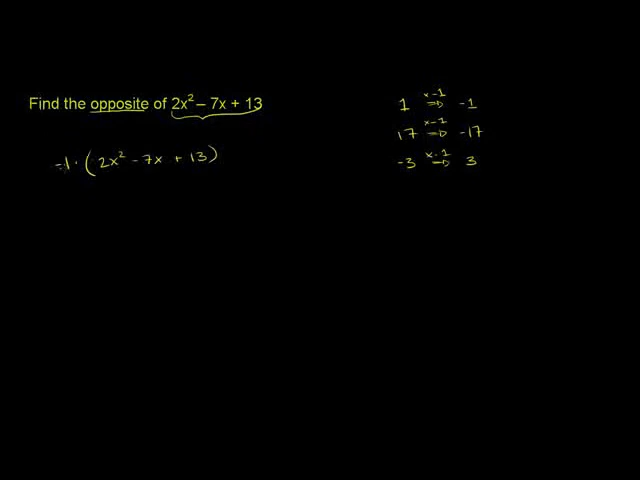 Find the opposite of 2x² – 7x + 13
-1 · (2x² - 7x + 13)
1 x-1 ⇒ -1
17 x-1 ⇒ -17
-3 x-1 ⇒ 3